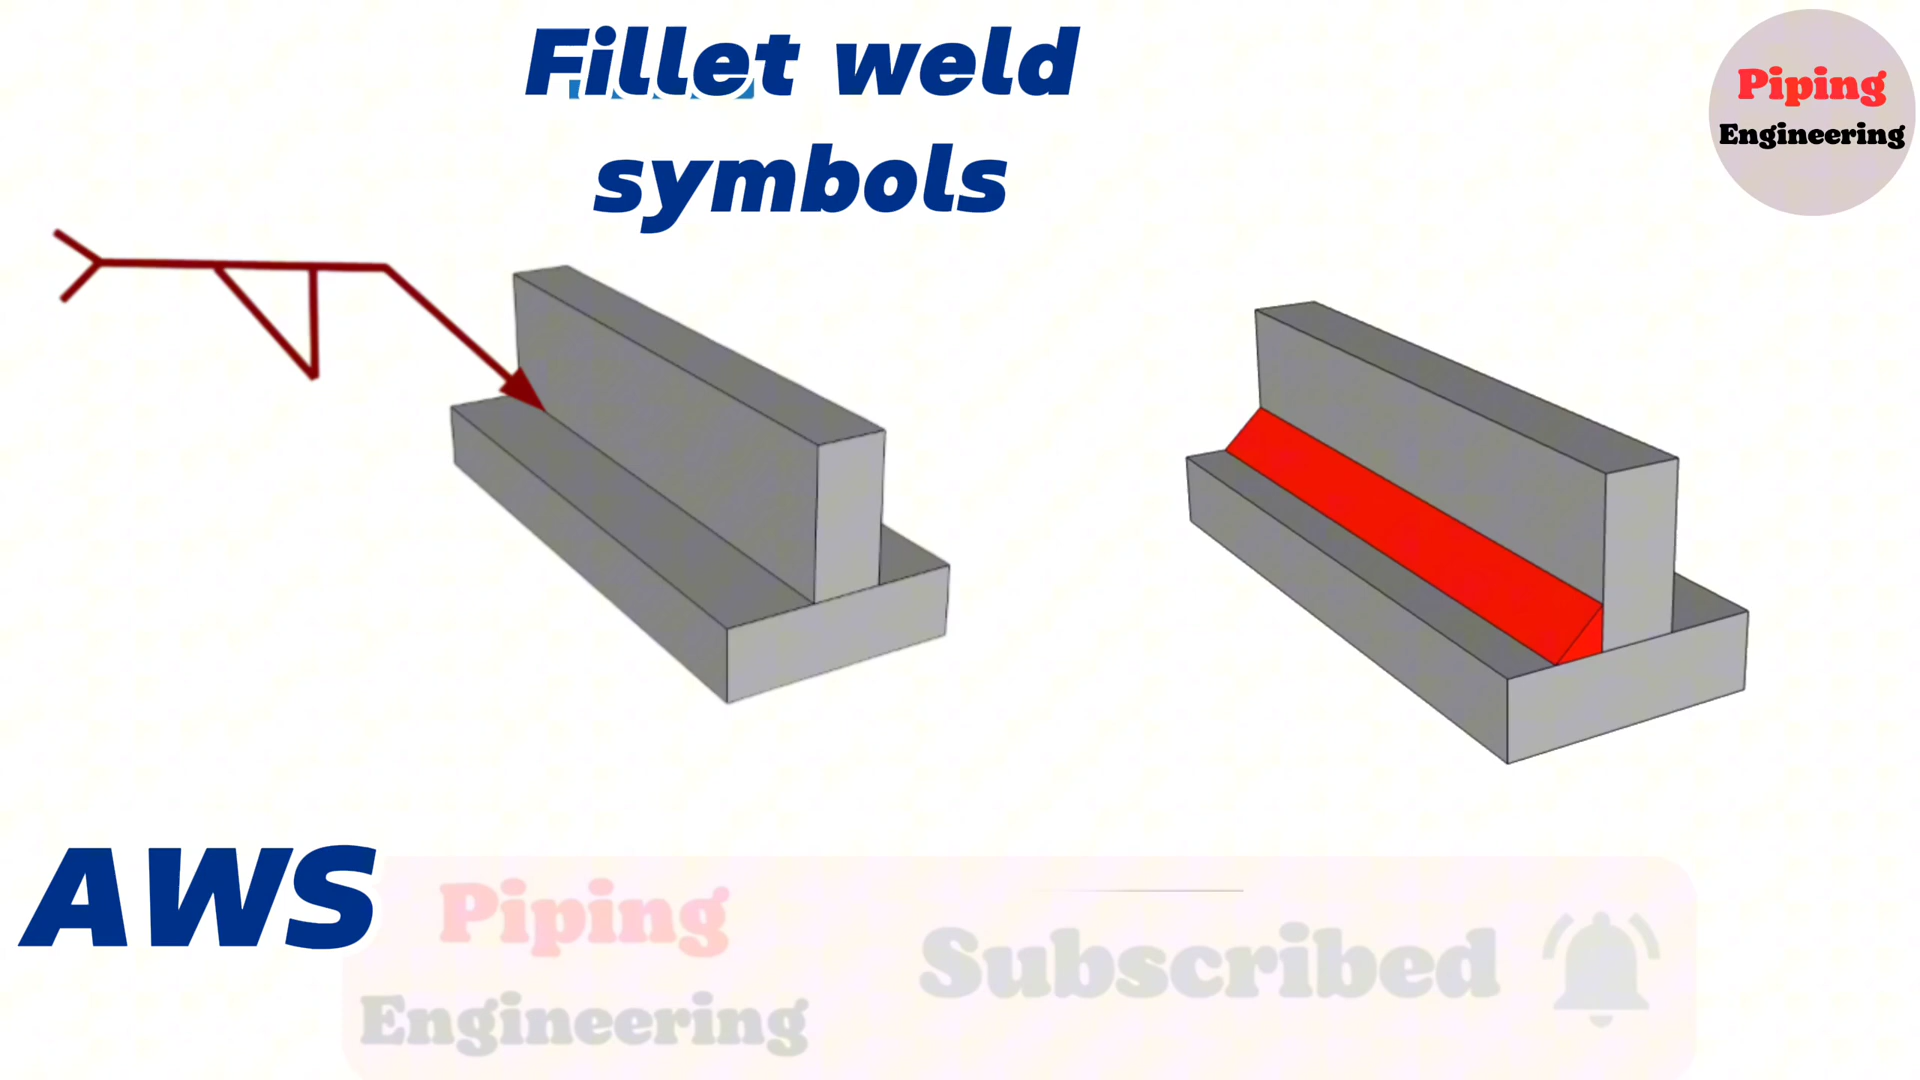 Fillet weld
symbols
Piping
Engineering
AWS
Piping
Engineering
Subscribed